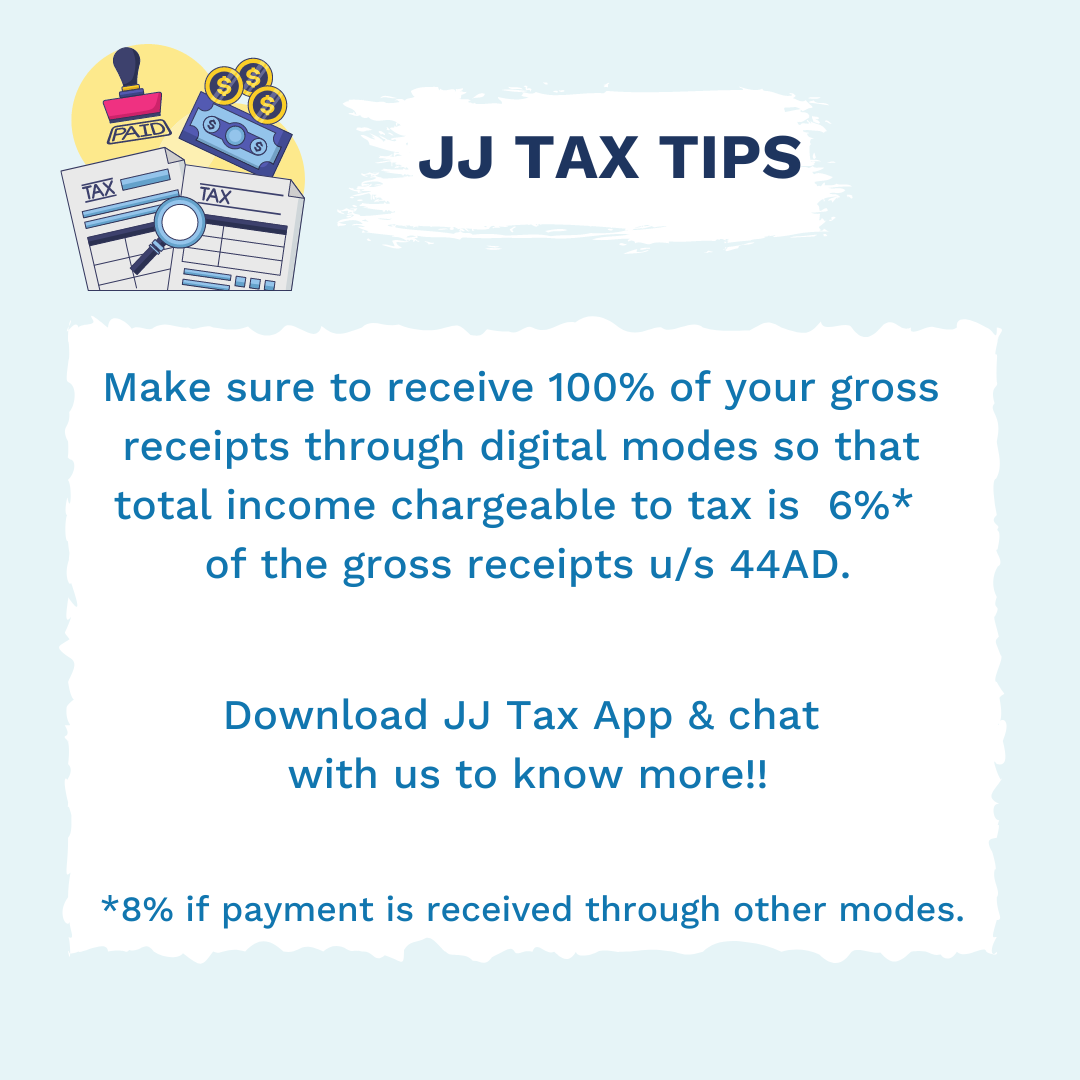 PAID
TAX
TAX
JJ TAX TIPS
Make sure to receive 100% of your gross
receipts through digital modes so that
total income chargeable to tax is 6%*
of the gross receipts u/s 44AD.
Download JJ Tax App & chat
with us to know more!!
*8% if payment is received through other modes.